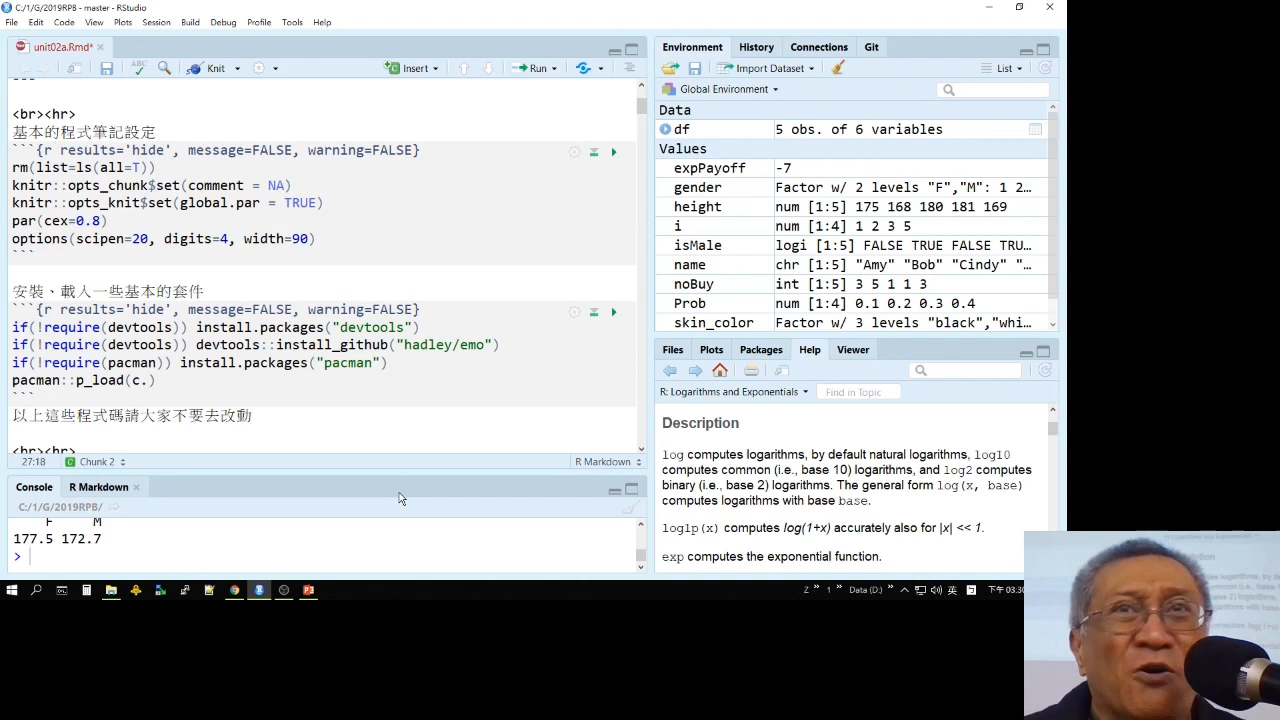 C:/1/G/2019RPB - master - RStudio
File Edit Code View Plots Session Build Debug Profile Tools Help
unit02a.Rmd*
ABC Knit Insert Run
---
<br><hr>
基本的程式筆記設定
```{r results='hide', message=FALSE, warning=FALSE}
rm(list=ls(all=T))
knitr::opts_chunk$set(comment = NA)
knitr::opts_knit$set(global.par = TRUE)
par(cex=0.8)
options(scipen=20, digits=4, width=90)
```
安裝、載入一些基本的套件
```{r results='hide', message=FALSE, warning=FALSE}
if(!require(devtools)) install.packages("devtools")
if(!require(devtools)) devtools::install_github("hadley/emo")
if(!require(pacman)) install.packages("pacman")
pacman::p_load(c.)
```
以上這些程式碼請大家不要去改動
<br><hr>
27:18 Chunk 2 R Markdown
Console R Markdown
C:/1/G/2019RPB/
F M
177.5 172.7
>
Environment History Connections Git
Import Dataset List
Global Environment
Data
df 5 obs. of 6 variables
Values
expPayoff -7
gender Factor w/ 2 levels "F","M": 1 2…
height num [1:5] 175 168 180 181 169
i num [1:4] 1 2 3 5
isMale logi [1:5] FALSE TRUE FALSE TRU…
name chr [1:5] "Amy" "Bob" "Cindy" "…
noBuy int [1:5] 3 5 1 1 3
Prob num [1:4] 0.1 0.2 0.3 0.4
skin_color Factor w/ 3 levels "black","whi…
Files Plots Packages Help Viewer
R: Logarithms and Exponentials Find in Topic
Description
log computes logarithms, by default natural logarithms, log10
computes common (i.e., base 10) logarithms, and log2 computes
binary (i.e., base 2) logarithms. The general form log(x, base)
computes logarithms with base base.
log1p(x) computes log(1+x) accurately also for |x| << 1.
exp computes the exponential function.
Z » 1 » Data (D:) » 英 下午 03:30